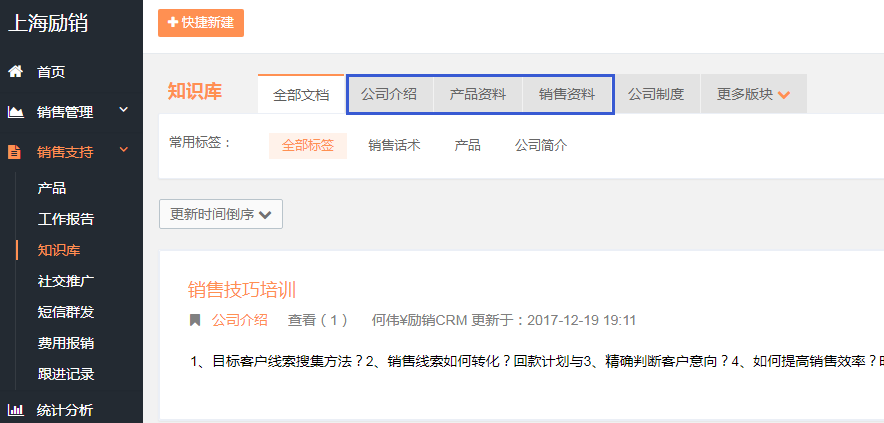 上海励销
首页
销售管理
销售支持
产品
工作报告
知识库
社交推广
短信群发
费用报销
跟进记录
统计分析
快捷新建
知识库 全部文档 公司介绍 产品资料 销售资料 公司制度 更多版块
常用标签： 全部标签 销售话术 产品 公司简介
更新时间倒序
销售技巧培训
公司介绍 查看（1） 何伟¥励销CRM 更新于：2017-12-19 19:11
1、目标客户线索搜集方法？2、销售线索如何转化？回款计划与3、精确判断客户意向？4、如何提高销售效率？